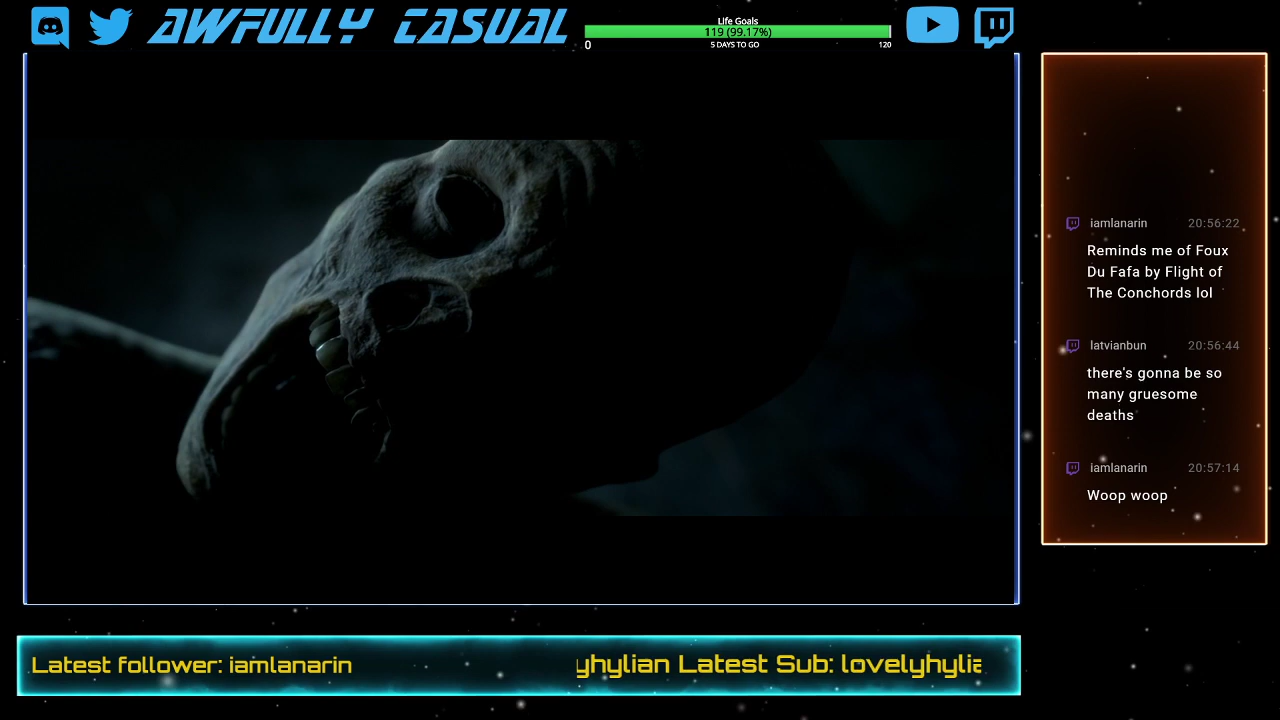 AWFULLY CASUAL
Life Goals
119 (99.17%)
0
5 DAYS TO GO
120
iamlanarin 20:56:22
Reminds me of Foux
Du Fafa by Flight of
The Conchords lol
latvianbun 20:56:44
there's gonna be so
many gruesome
deaths
iamlanarin 20:57:14
Woop woop
Latest follower: iamlanarin
yhylian Latest Sub: lovelyhylia